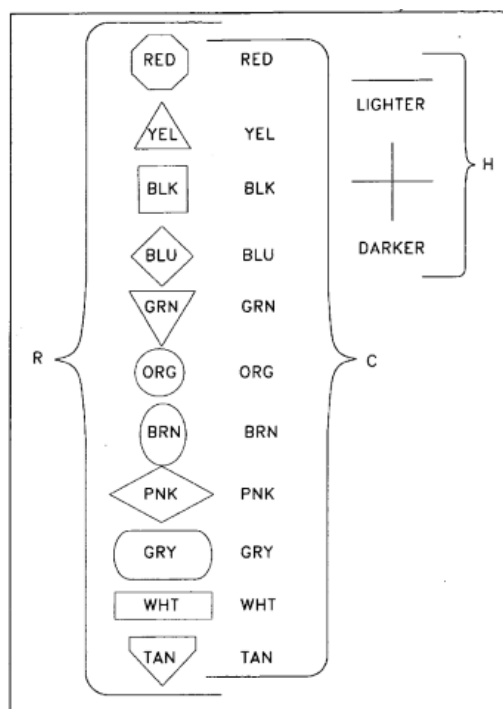 RED RED
LIGHTER
YEL YEL
BLK BLK
H
BLU BLU
DARKER
GRN GRN
R
C
ORG ORG
BRN BRN
PNK PNK
GRY GRY
WHT WHT
TAN TAN